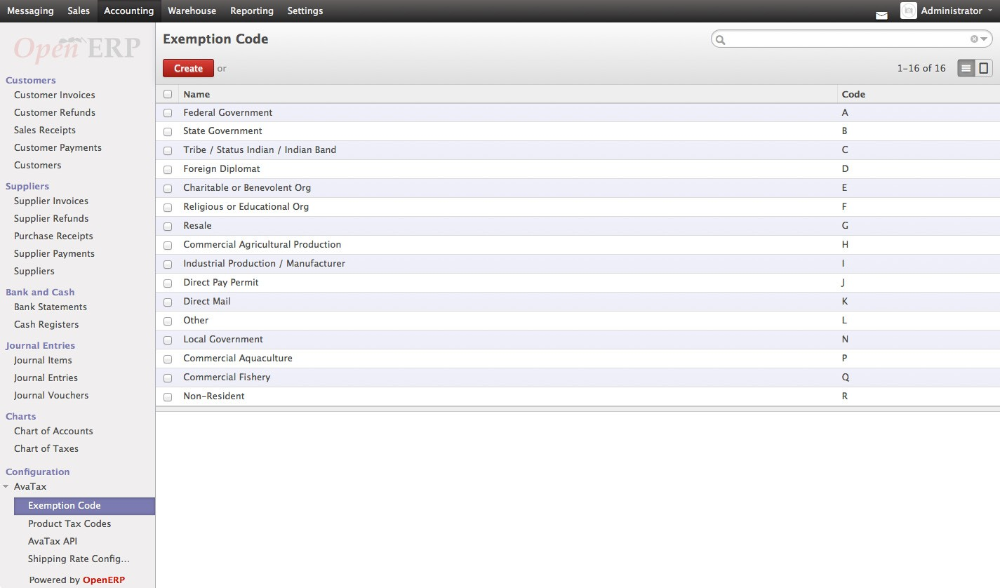 Messaging Sales Accounting Warehouse Reporting Settings Administrator
OpenERP
Exemption Code
Create or
1-16 of 16
Customers
Customer Invoices
Customer Refunds
Sales Receipts
Customer Payments
Customers
Suppliers
Supplier Invoices
Supplier Refunds
Purchase Receipts
Supplier Payments
Suppliers
Bank and Cash
Bank Statements
Cash Registers
Journal Entries
Journal Items
Journal Entries
Journal Vouchers
Charts
Chart of Accounts
Chart of Taxes
Configuration
AvaTax
Exemption Code
Product Tax Codes
AvaTax API
Shipping Rate Config...
Powered by OpenERP
Name Code
Federal Government A
State Government B
Tribe / Status Indian / Indian Band C
Foreign Diplomat D
Charitable or Benevolent Org E
Religious or Educational Org F
Resale G
Commercial Agricultural Production H
Industrial Production / Manufacturer I
Direct Pay Permit J
Direct Mail K
Other L
Local Government N
Commercial Aquaculture P
Commercial Fishery Q
Non-Resident R